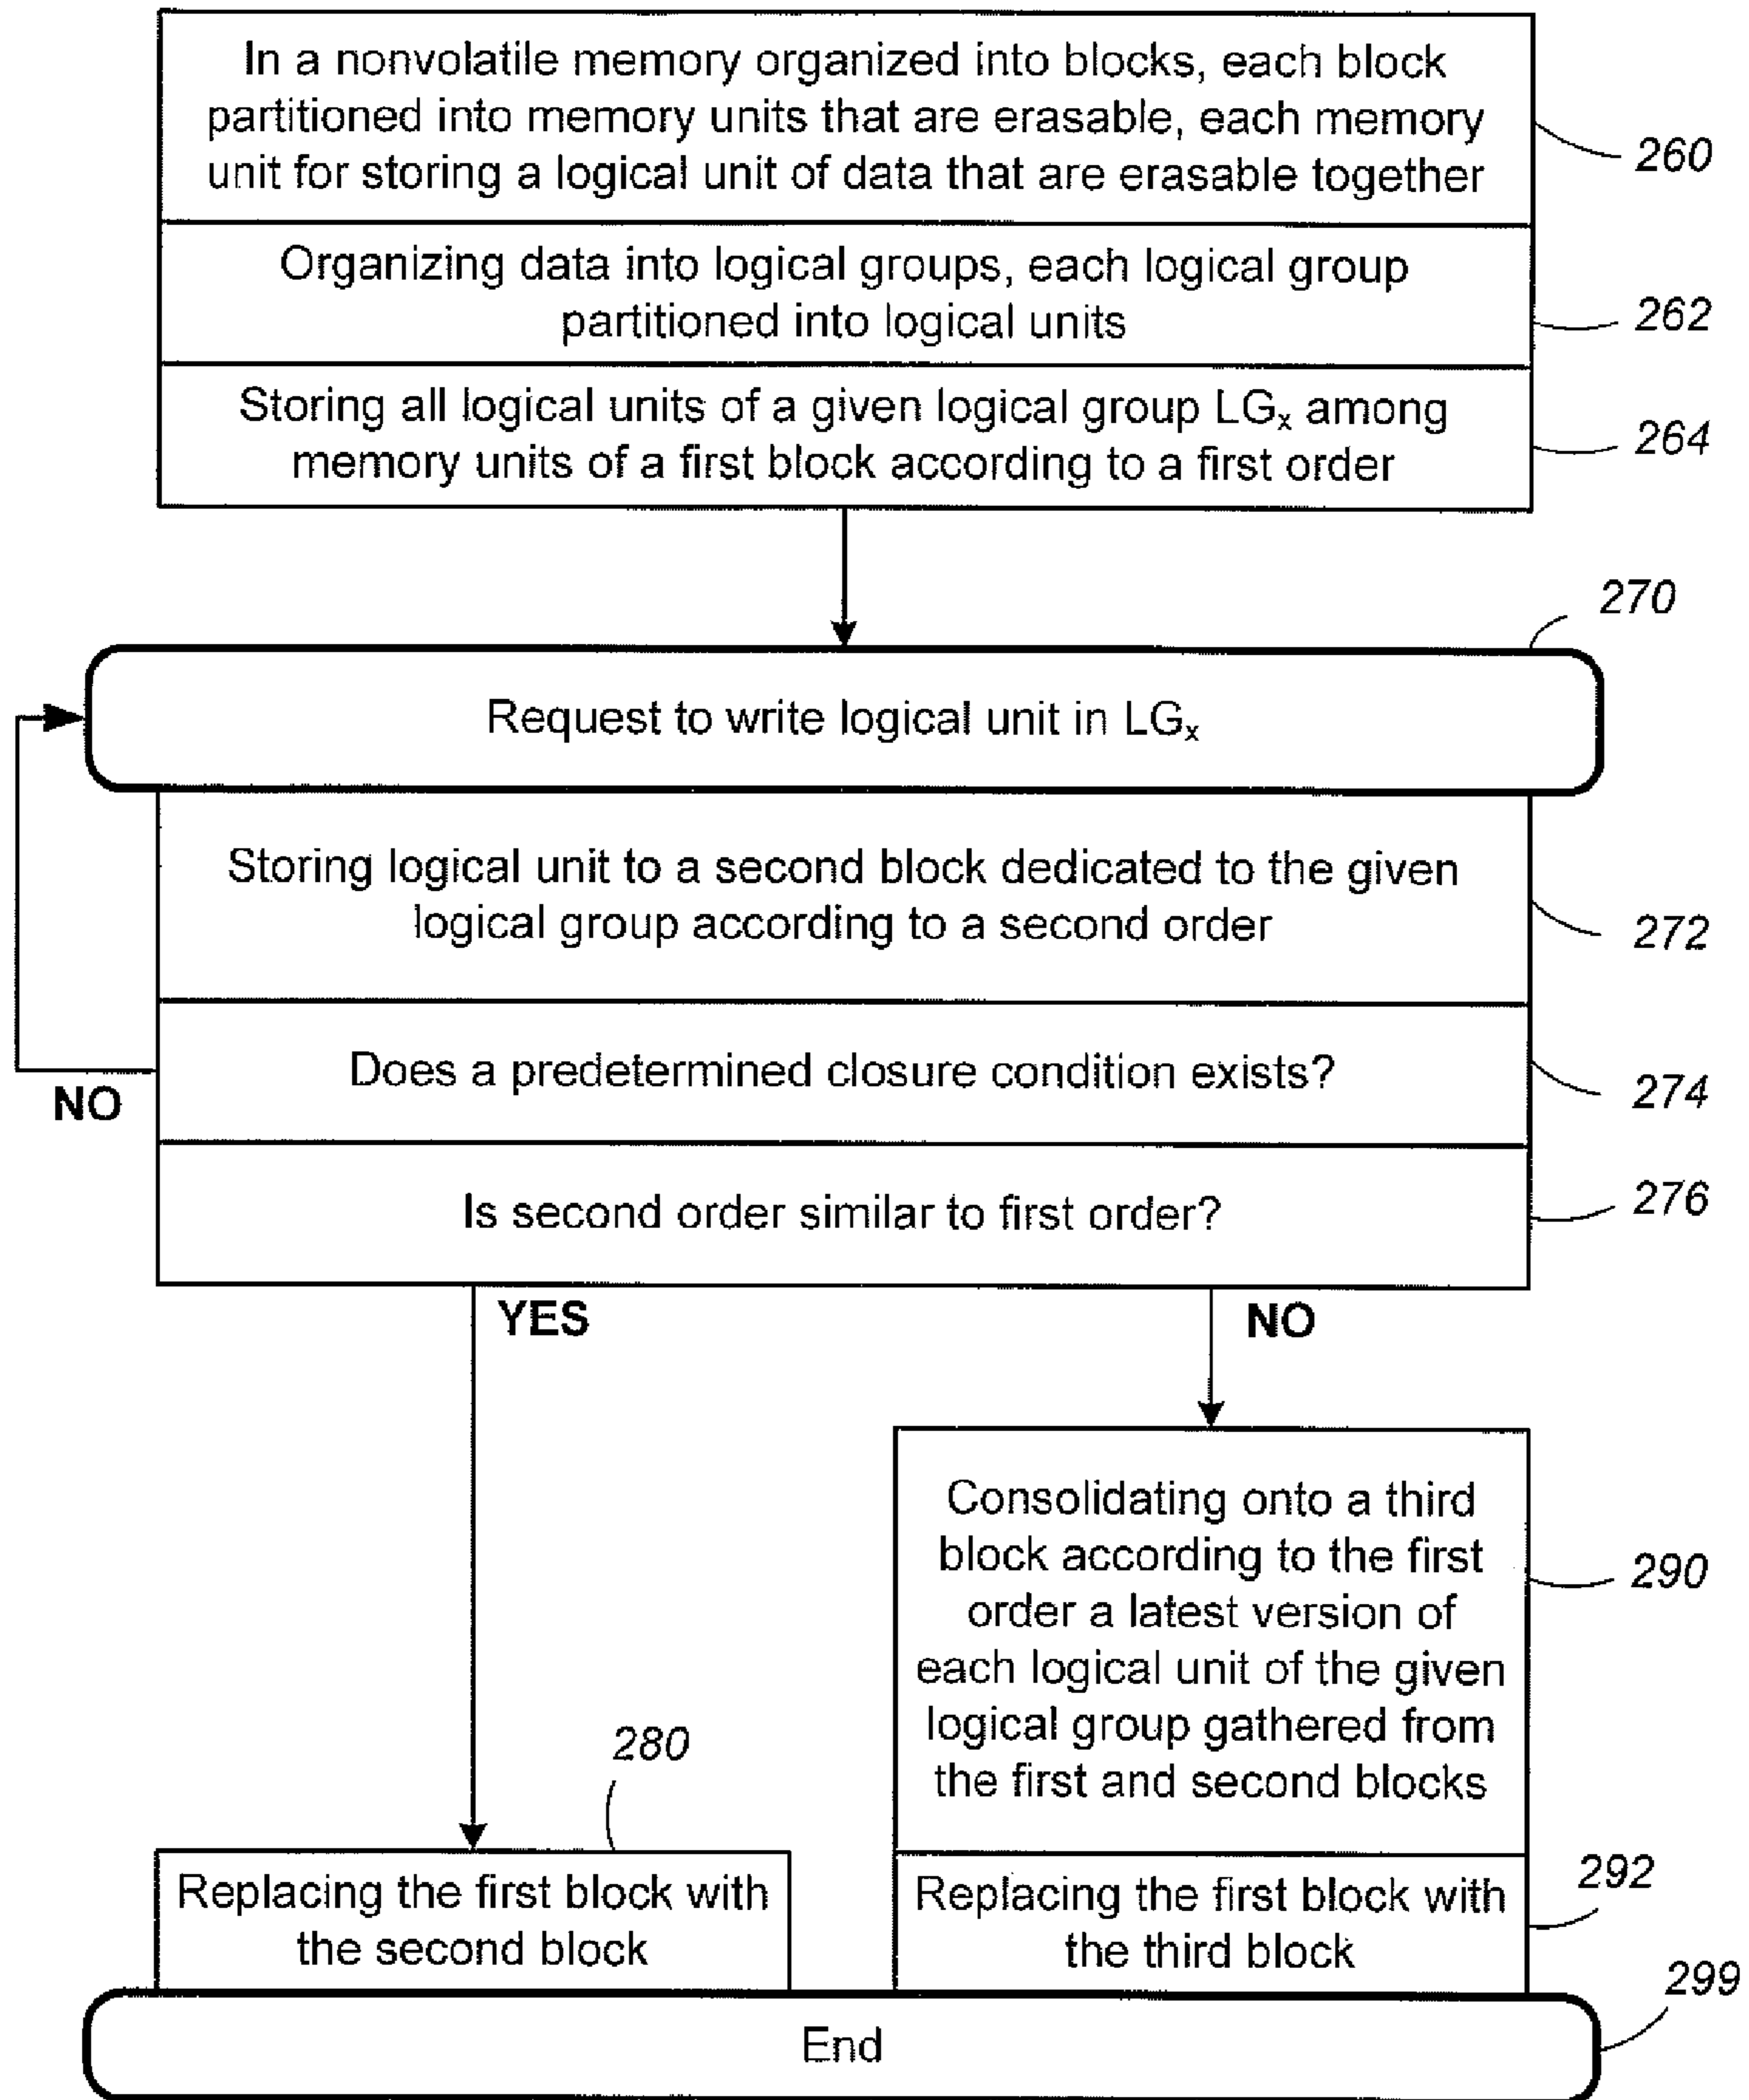 In a nonvolatile memory organized into blocks, each block
partitioned into memory units that are erasable, each memory
unit for storing a logical unit of data that are erasable together
260
Organizing data into logical groups, each logical group
partitioned into logical units
262
Storing all logical units of a given logical group LGx among
memory units of a first block according to a first order
264
270
Request to write logical unit in LGx
Storing logical unit to a second block dedicated to the given
logical group according to a second order
272
Does a predetermined closure condition exists?
274
NO
Is second order similar to first order?
276
YES
NO
Consolidating onto a third
block according to the first
order a latest version of
each logical unit of the given
logical group gathered from
the first and second blocks
290
280
Replacing the first block with
the second block
Replacing the first block with
the third block
292
299
End